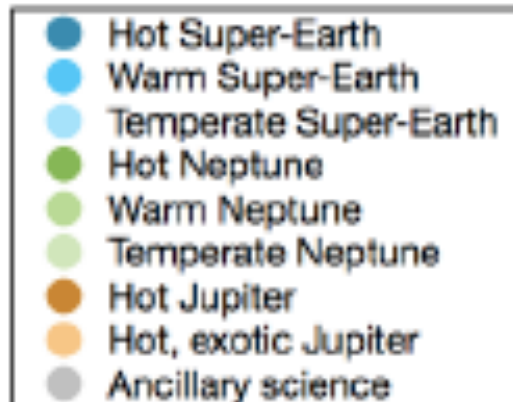 Hot Super-Earth
Warm Super-Earth
Temperate Super-Earth
Hot Neptune
Warm Neptune
Temperate Neptune
Hot Jupiter
Hot, exotic Jupiter
Ancillary science